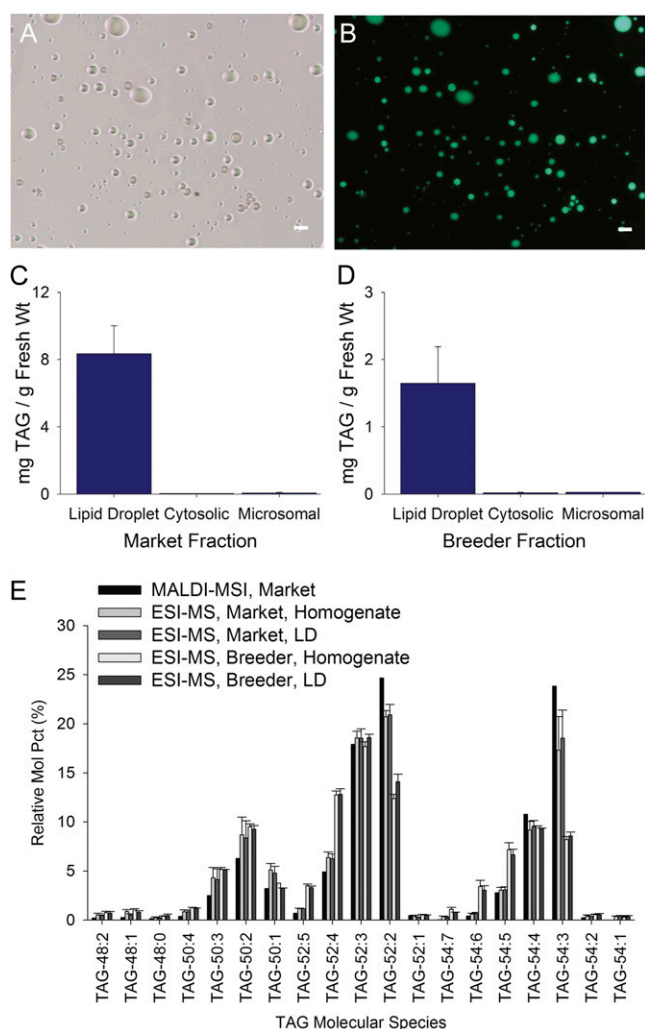 A
B
C
D
12
8
4
0
mg TAG / g Fresh Wt
Lipid Droplet Cytosolic Microsomal
Market Fraction
3
2
1
0
mg TAG / g Fresh Wt
Lipid Droplet Cytosolic Microsomal
Breeder Fraction
E
MALDI-MSI, Market
ESI-MS, Market, Homogenate
ESI-MS, Market, LD
ESI-MS, Breeder, Homogenate
ESI-MS, Breeder, LD
30
25
20
15
10
5
0
Relative Mol Pct (%)
TAG-48:2
TAG-48:1
TAG-48:0
TAG-50:4
TAG-50:3
TAG-50:2
TAG-50:1
TAG-52:5
TAG-52:4
TAG-52:3
TAG-52:2
TAG-52:1
TAG-54:7
TAG-54:6
TAG-54:5
TAG-54:4
TAG-54:3
TAG-54:2
TAG-54:1
TAG Molecular Species